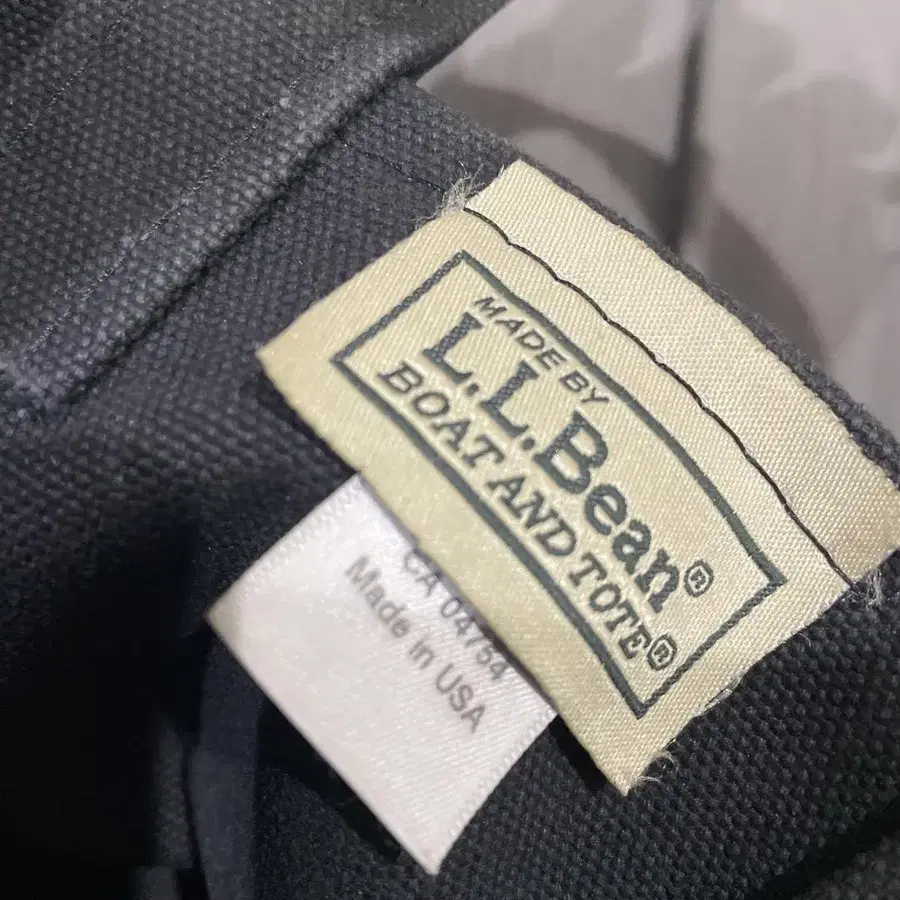 MADE BY
L.L.Bean®
BOAT AND TOTE®
CA 04754
Made in USA